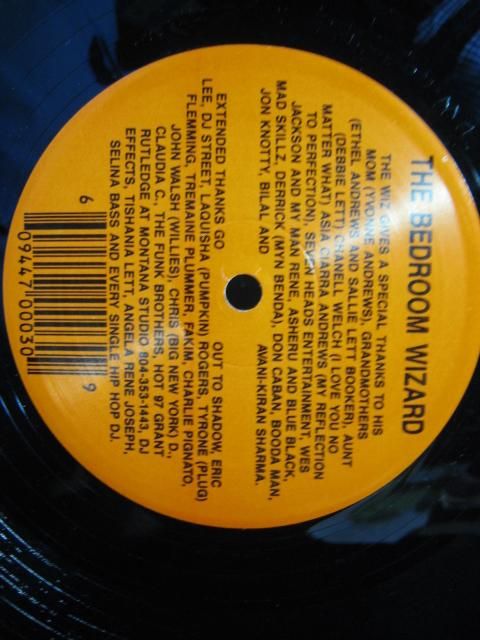 THE BEDROOM WIZARD
THE WIZ GIVES A SPECIAL THANKS TO HIS
MOM (YVONNE ANDREWS), GRANDMOTHERS
(ETHEL ANDREWS AND SALLIE LETT BOOKER), AUNT
(DEBBIE LETT) CHANELL WELCH (I LOVE YOU NO
MATTER WHAT) ASIA CIARRA ANDREWS (MY REFLECTION
TO PERFECTION), SEVEN HEADS ENTERTAINMENT, WES
JACKSON AND MY MAN RENE, ASHERU AND BLUE BLACK,
MAD SKILLZ, DERRICK (MYN BENDA), DON CABAN, BOODA MAN,
JON KNOTTY, BILAL AND AVANI-KIRAN SHARMA.
EXTENDED THANKS GO OUT TO SHADOW, ERIC
LEE, DJ STREET, LAQUISHA (PUMPKIN) ROGERS, TYRONE (PLUG)
FLEMMING, TREMAINE PLUMMER, FAKIM, CHARLIE PIGNATO,
JOHN WALSH (WILLIES), CHRIS (BIG NEW YORK) D.,
CLAUDIA C., THE FUNK BROTHERS, HOT 97 GRANT
RUTLEDGE AT MONTANA STUDIO 804-353-1443, DJ
EFFECTS, TISHANIA LETT, ANGELA RENE JOSEPH,
SELINA BASS AND EVERY SINGLE HIP HOP DJ.
6 09447 00030 9